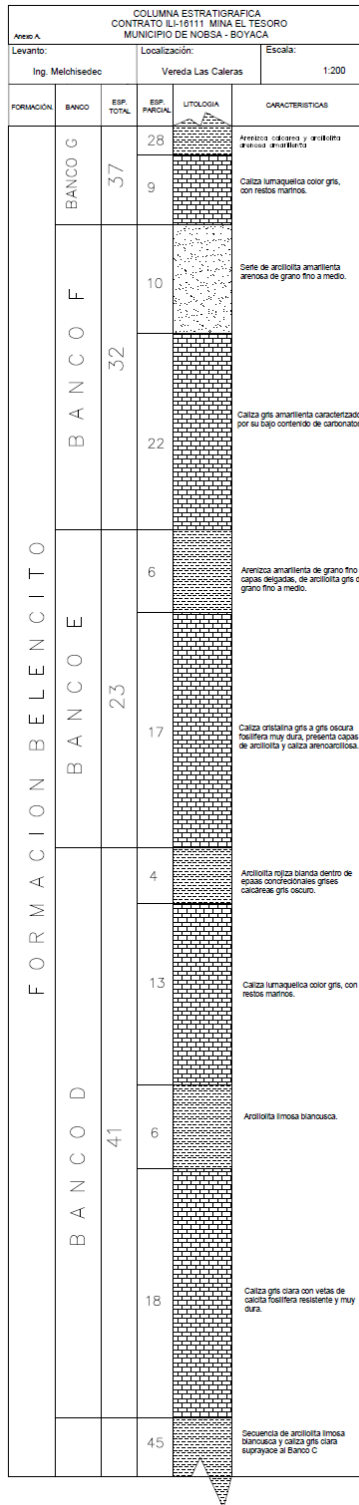 COLUMNA ESTRATIGRAFICA
CONTRATO ILI-16111 MINA EL TESORO
MUNICIPIO DE NOBSA - BOYACA
Anexo A.
Levanto:
Ing. Melchisedec
Localización:
Vereda Las Caleras
Escala:
1:200
FORMACIÓN.
BANCO
ESP. TOTAL
ESP. PARCIAL
LITOLOGIA
CARACTERISTICAS
FORMACION BELENCITO
BANCO G
37
28
Arenizca calcarea y arcillolita
arenosa amarillenta
9
Caliza lumaquelica color gris,
con restos marinos.
BANCO F
32
10
Serie de arcillolita amarillenta
arenosa de grano fino a medio.
22
Caliza gris amarillenta caracterizado
por su bajo contenido de carbonatos
BANCO E
23
6
Arenizca amarillenta de grano fino
capas delgadas, de arcillolita gris d
grano fino a medio.
17
Caliza cristalina gris a gris oscura
fosilifera muy dura, presenta capas
de arcillolita y caliza arenoarcillosa.
BANCO D
41
4
Arcillolita rojiza blanda dentro de
epaas concreciónales grises
calcáreas gris oscuro.
13
Caliza lumaquelica color gris, con
restos marinos.
6
Arcillolita limosa blancusca.
18
Caliza gris clara con vetas de
calcita fosilifera resistente y muy
dura.
45
Secuencia de arcillolita limosa
blancusca y caliza gris clara
suprayace al Banco C